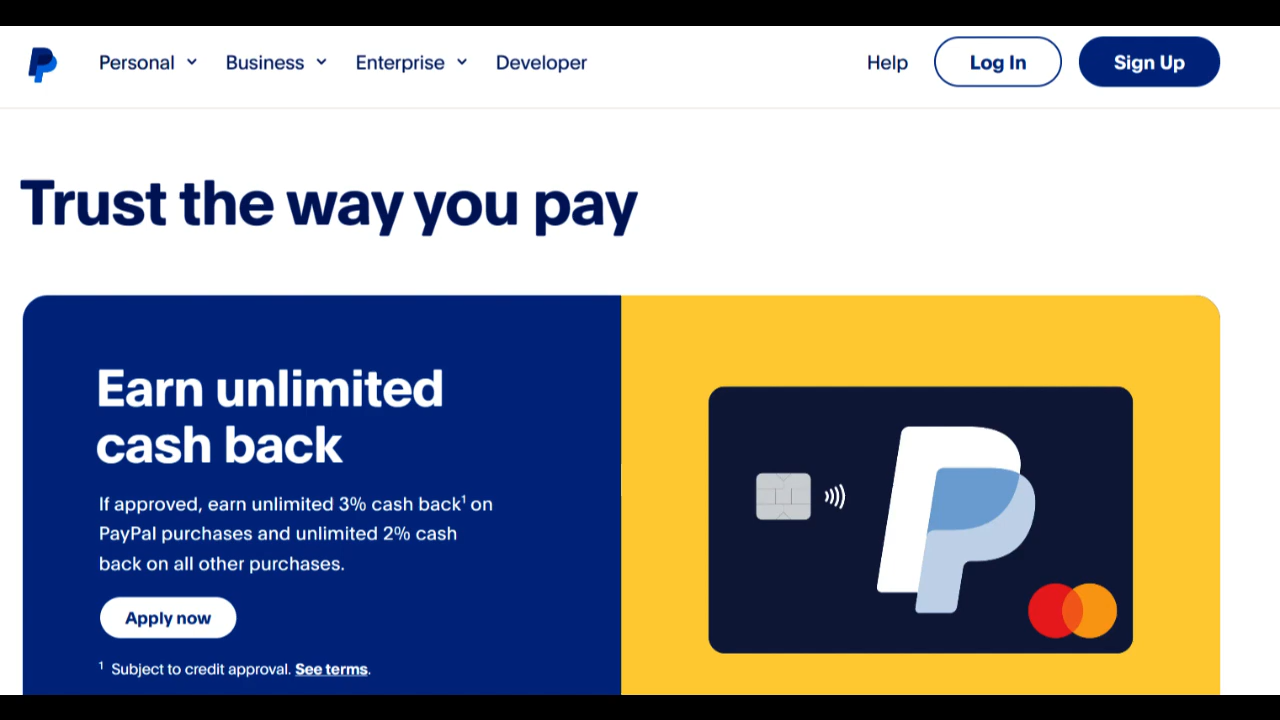 Personal Business Enterprise Developer Help Log In Sign Up
Trust the way you pay
Earn unlimited
cash back
If approved, earn unlimited 3% cash back¹ on
PayPal purchases and unlimited 2% cash
back on all other purchases.
Apply now
¹ Subject to credit approval. See terms.